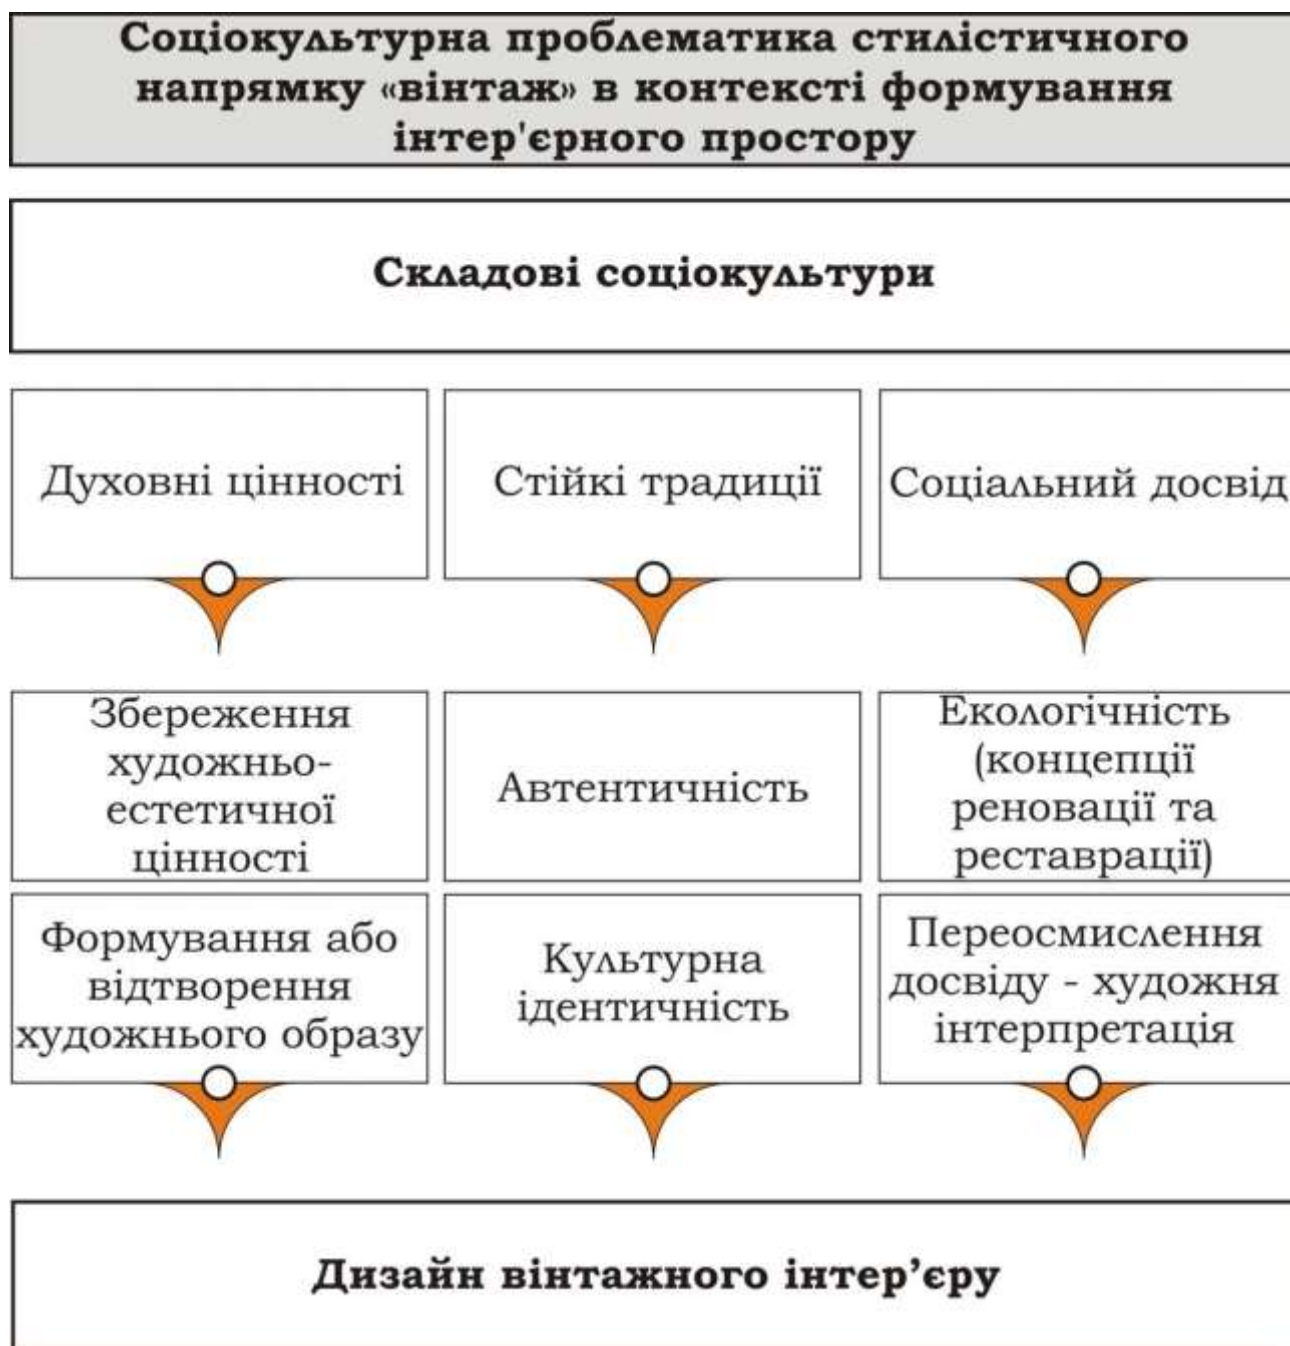 Соціокультурна проблематика стилістичного
напрямку «вінтаж» в контексті формування
інтер'єрного простору
Складові соціокультури
Духовні цінності
Стійкі традиції
Соціальний досвід
Збереження
художньо-
естетичної
цінності
Автентичність
Екологічність
(концепції
реновації та
реставрації)
Формування або
відтворення
художнього образу
Культурна
ідентичність
Переосмислення
досвіду - художня
інтерпретація
Дизайн вінтажного інтер’єру